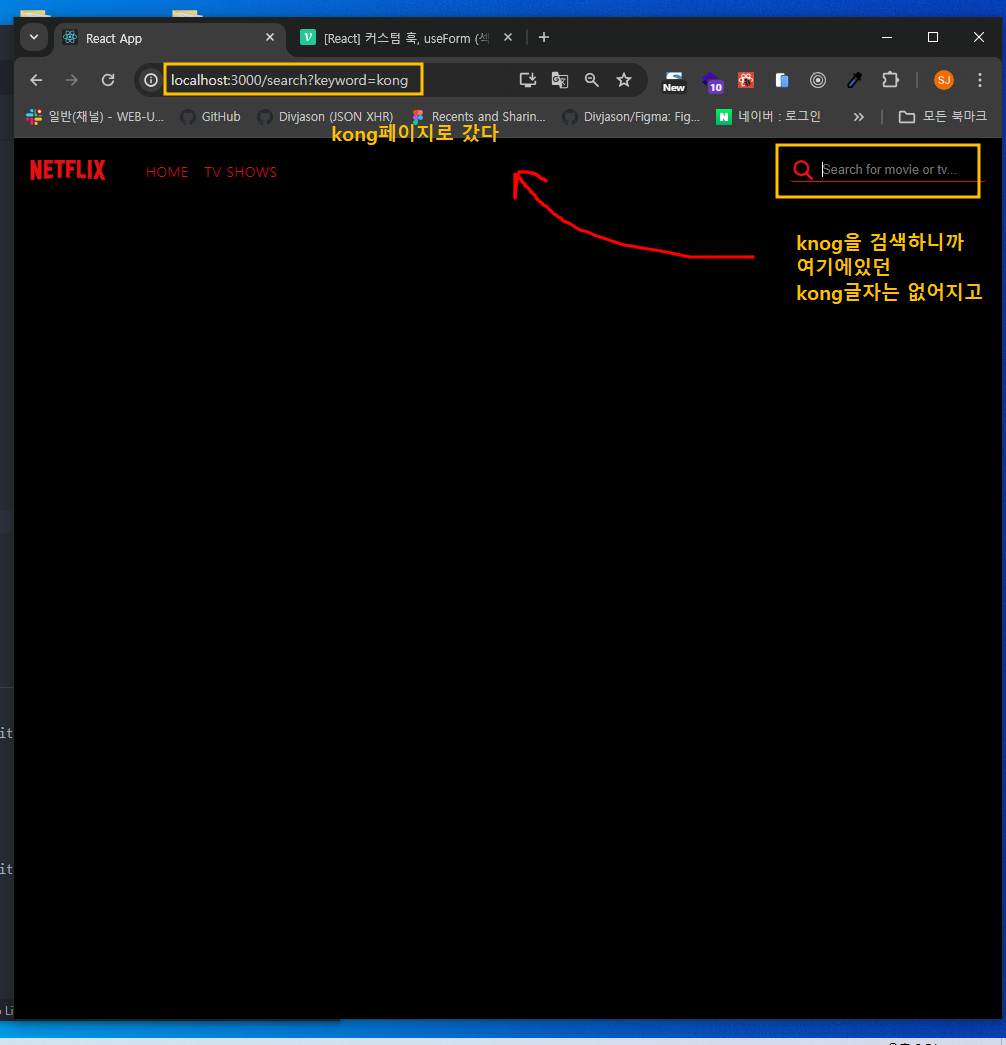 React App
[React] 커스텀 훅, useForm (섹
localhost:3000/search?keyword=kong
New
10
SJ
일반(채널) - WEB-U...
GitHub
Divjason (JSON XHR)
Recents and Sharin...
Divjason/Figma: Fig...
N 네이버 : 로그인
모든 북마크
kong페이지로 갔다
NETFLIX
HOME
TV SHOWS
Search for movie or tv...
knog을 검색하니까
여기에있던
kong글자는 없어지고
it
it
Li